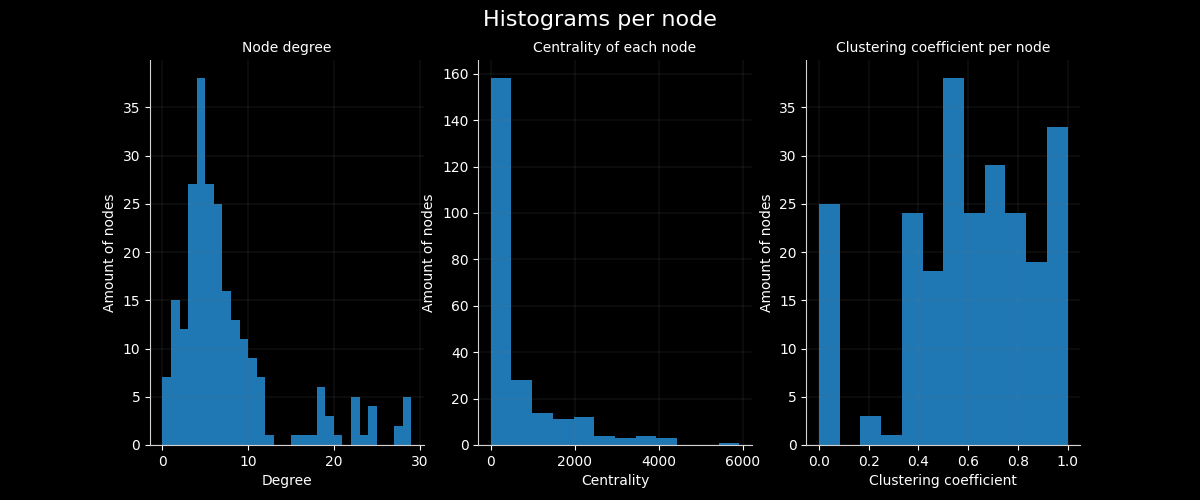 Histograms per node
Node degree
Amount of nodes
35
30
25
20
15
10
5
0
0 10 20 30
Degree
Centrality of each node
Amount of nodes
160
140
120
100
80
60
40
20
0
0 2000 4000 6000
Centrality
Clustering coefficient per node
Amount of nodes
35
30
25
20
15
10
5
0
0.0 0.2 0.4 0.6 0.8 1.0
Clustering coefficient